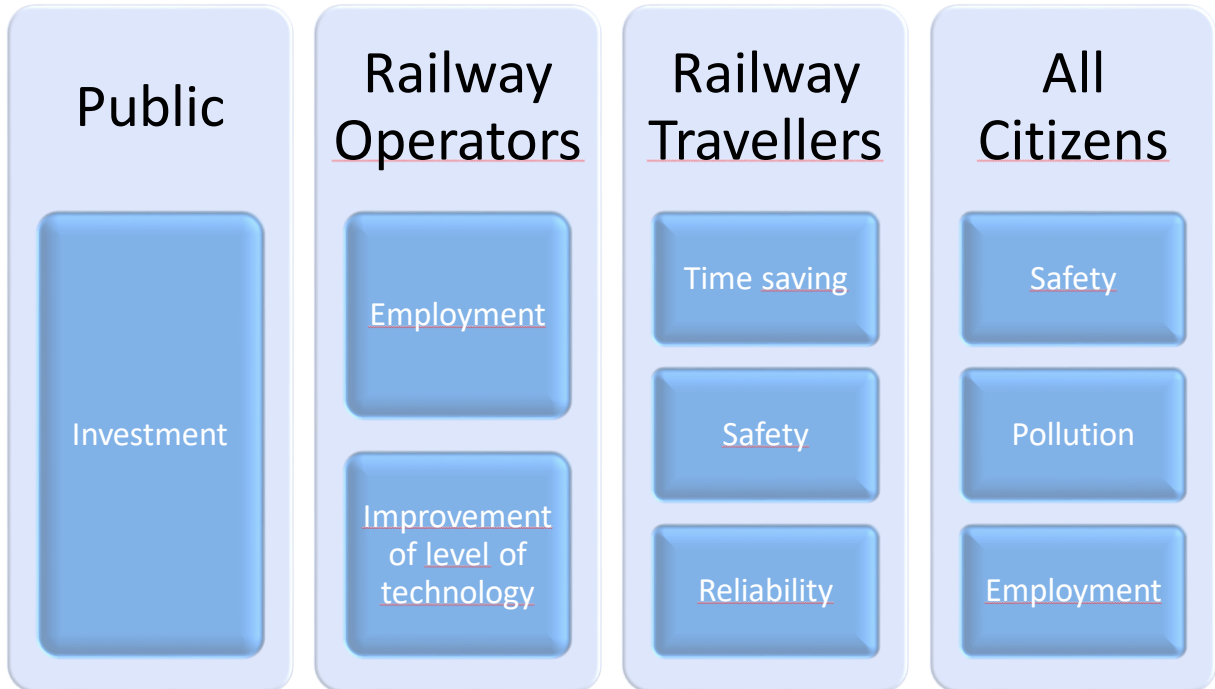 Public
Investment
Railway
Operators
Employment
Improvement
of level of
technology
Railway
Travellers
Time saving
Safety
Reliability
All
Citizens
Safety
Pollution
Employment